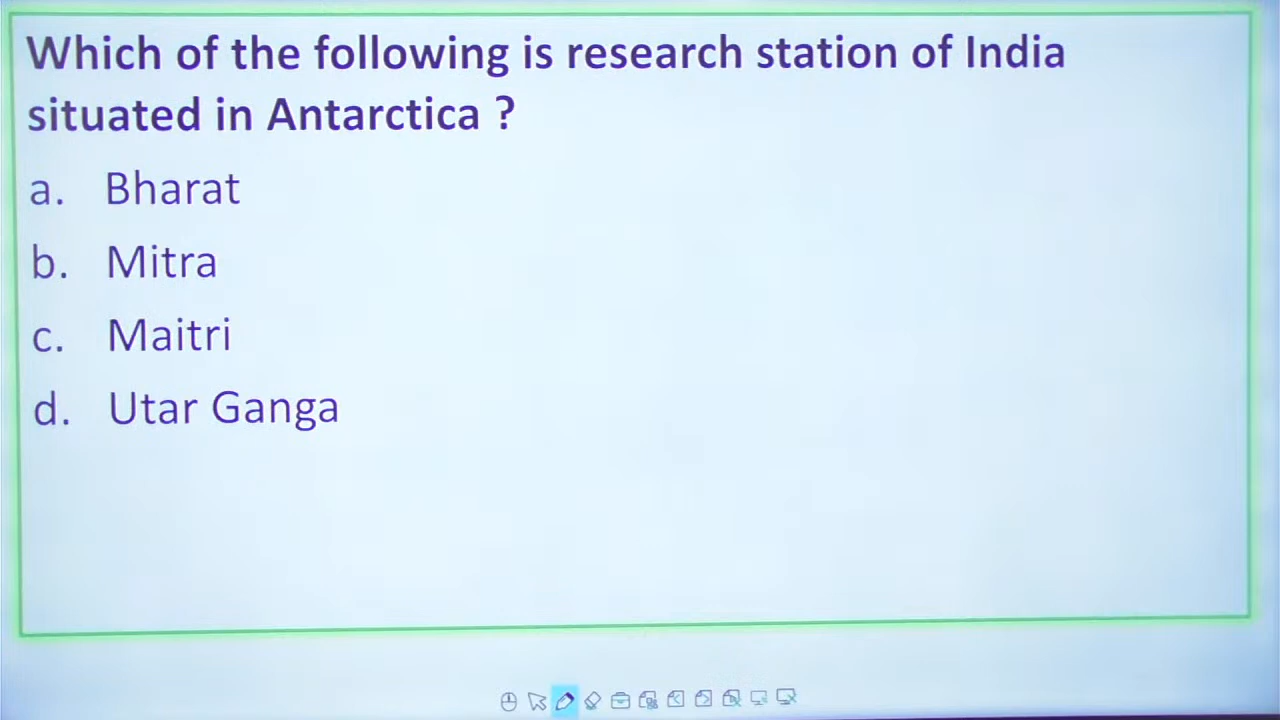 Which of the following is research station of India
situated in Antarctica ?
a. Bharat
b. Mitra
c. Maitri
d. Utar Ganga